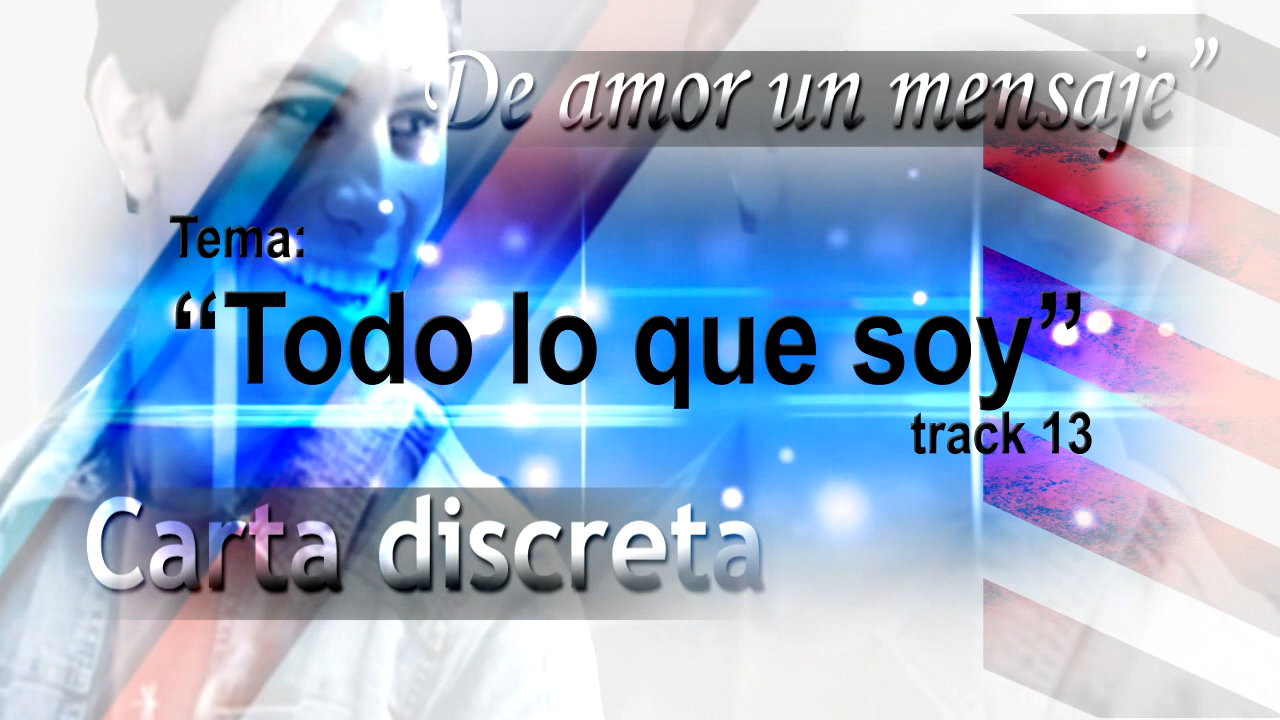 “De amor un mensaje”
Tema:
“Todo lo que soy”
track 13
Carta discreta